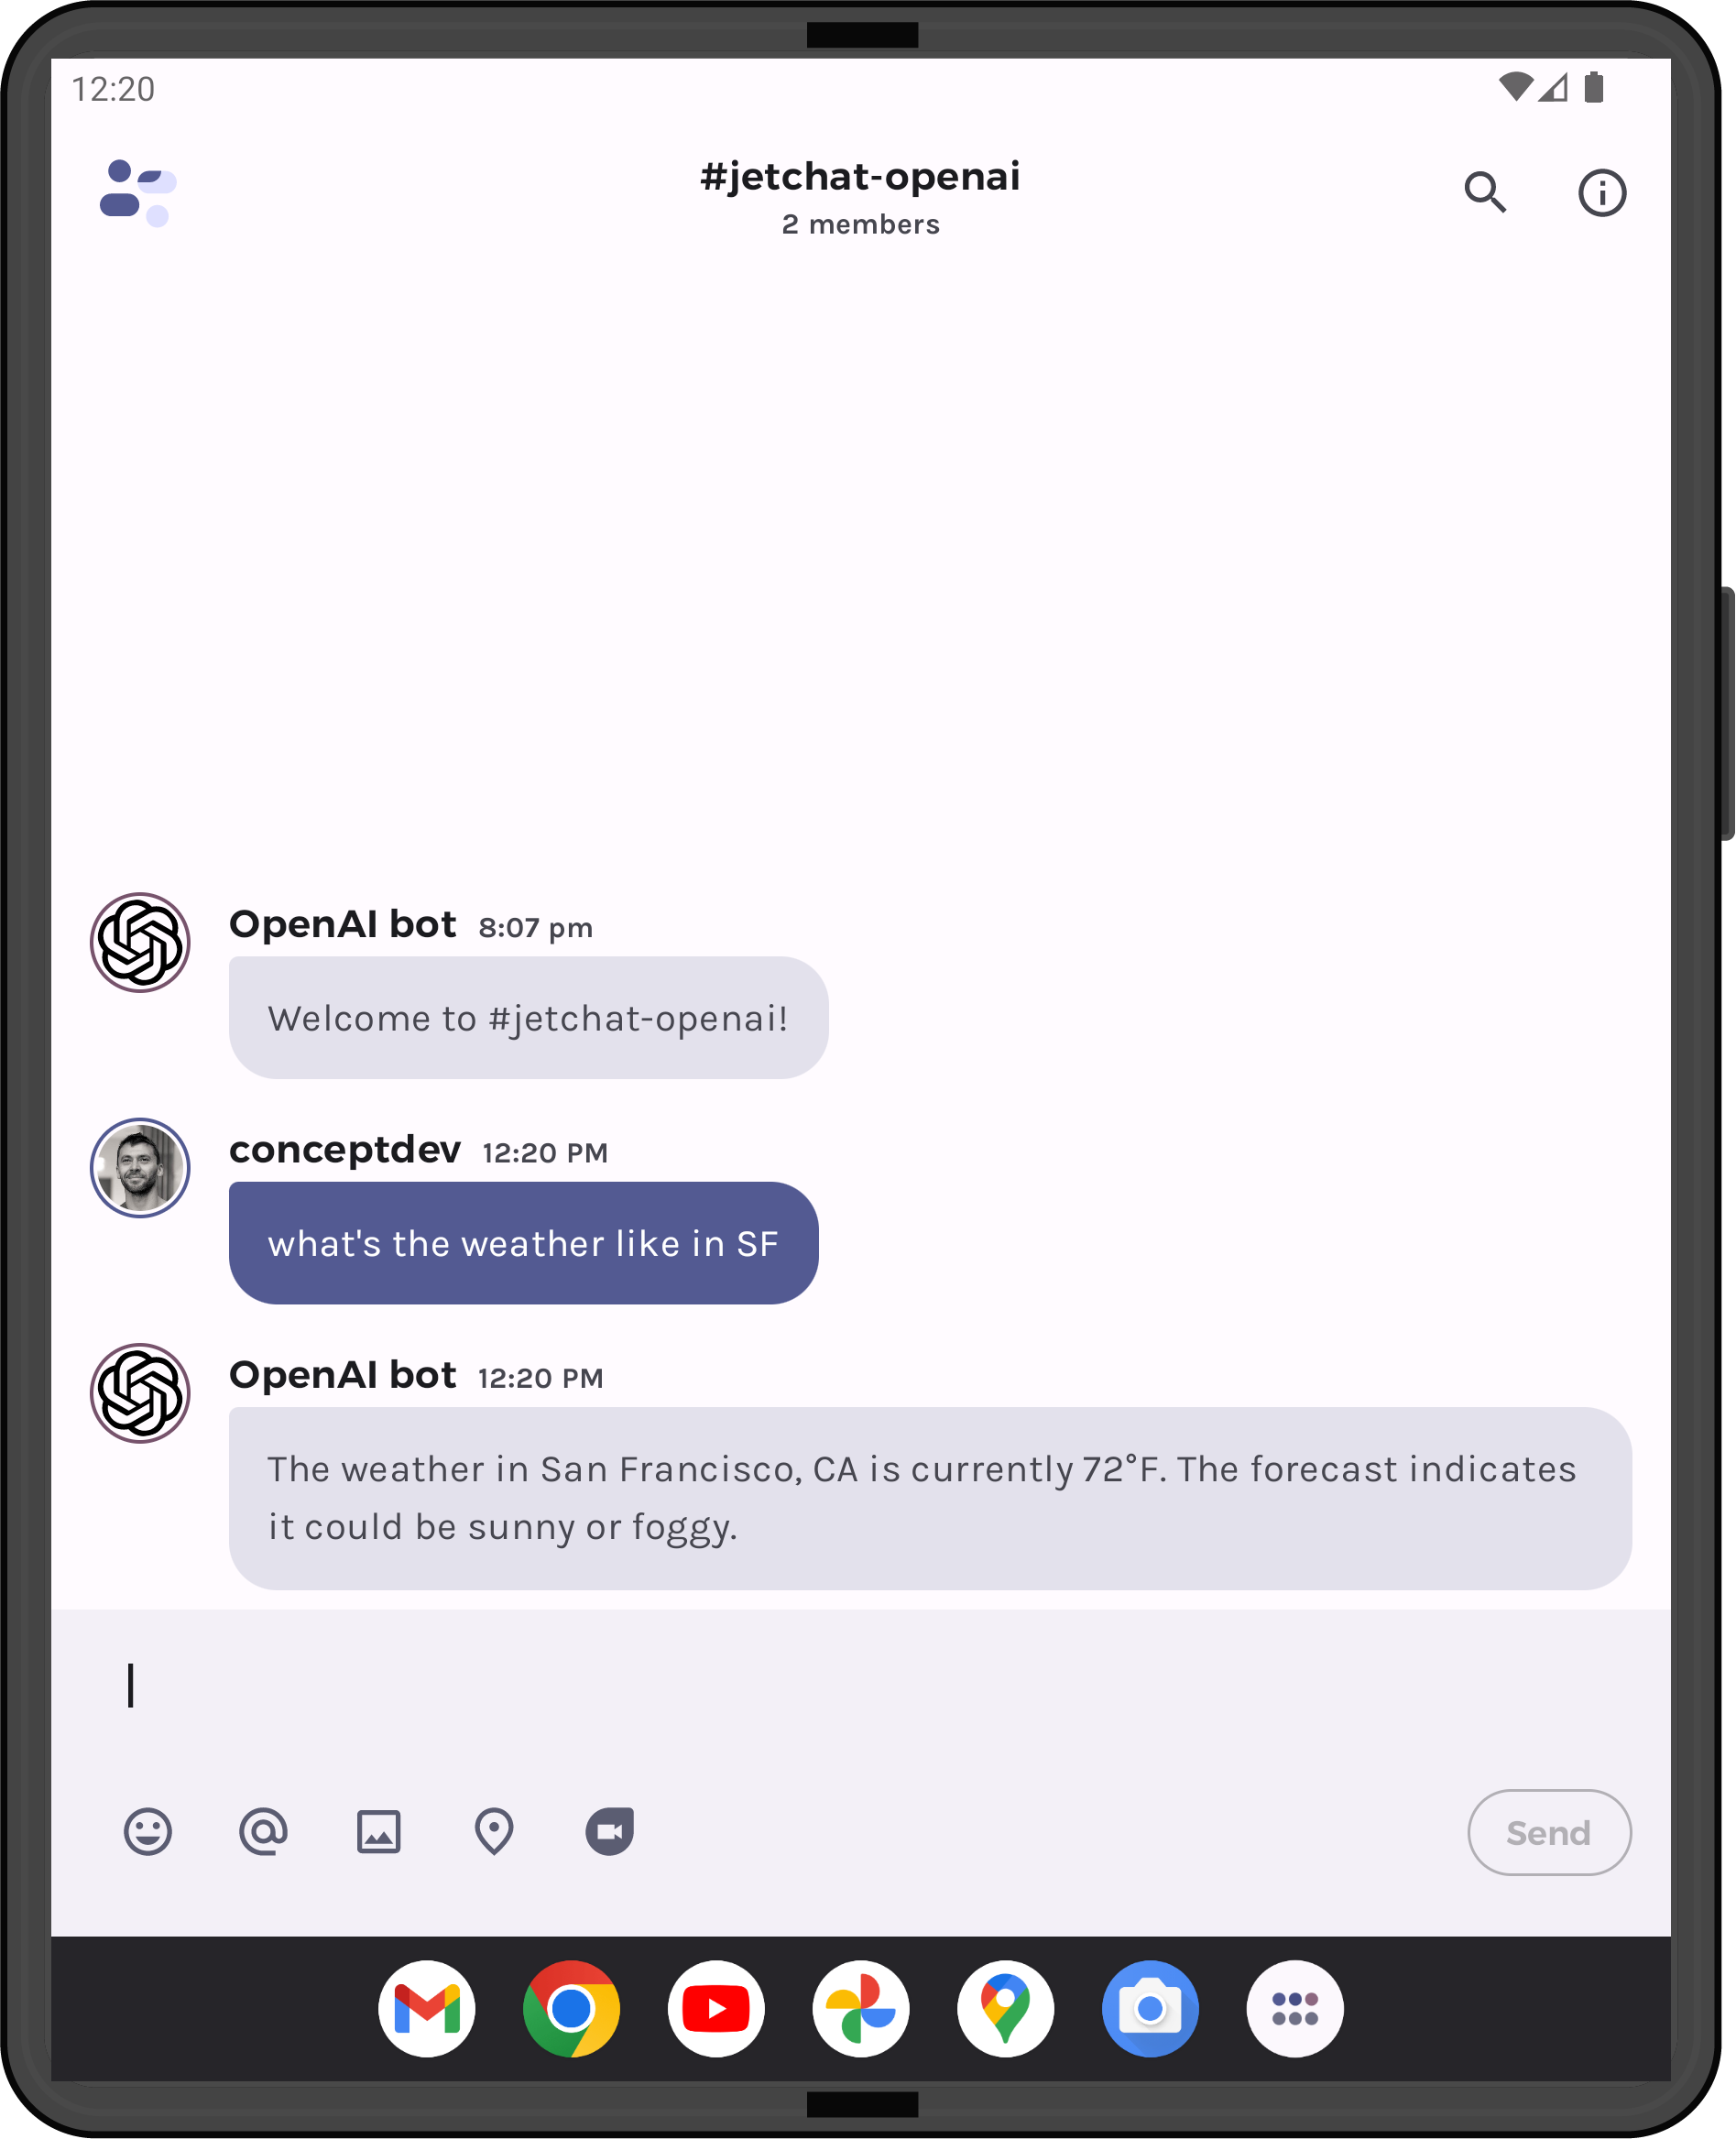 12:20
#jetchat-openai
2 members
OpenAI bot 8:07 pm
Welcome to #jetchat-openai!
conceptdev 12:20 PM
what's the weather like in SF
OpenAI bot 12:20 PM
The weather in San Francisco, CA is currently 72°F. The forecast indicates
it could be sunny or foggy.
Send